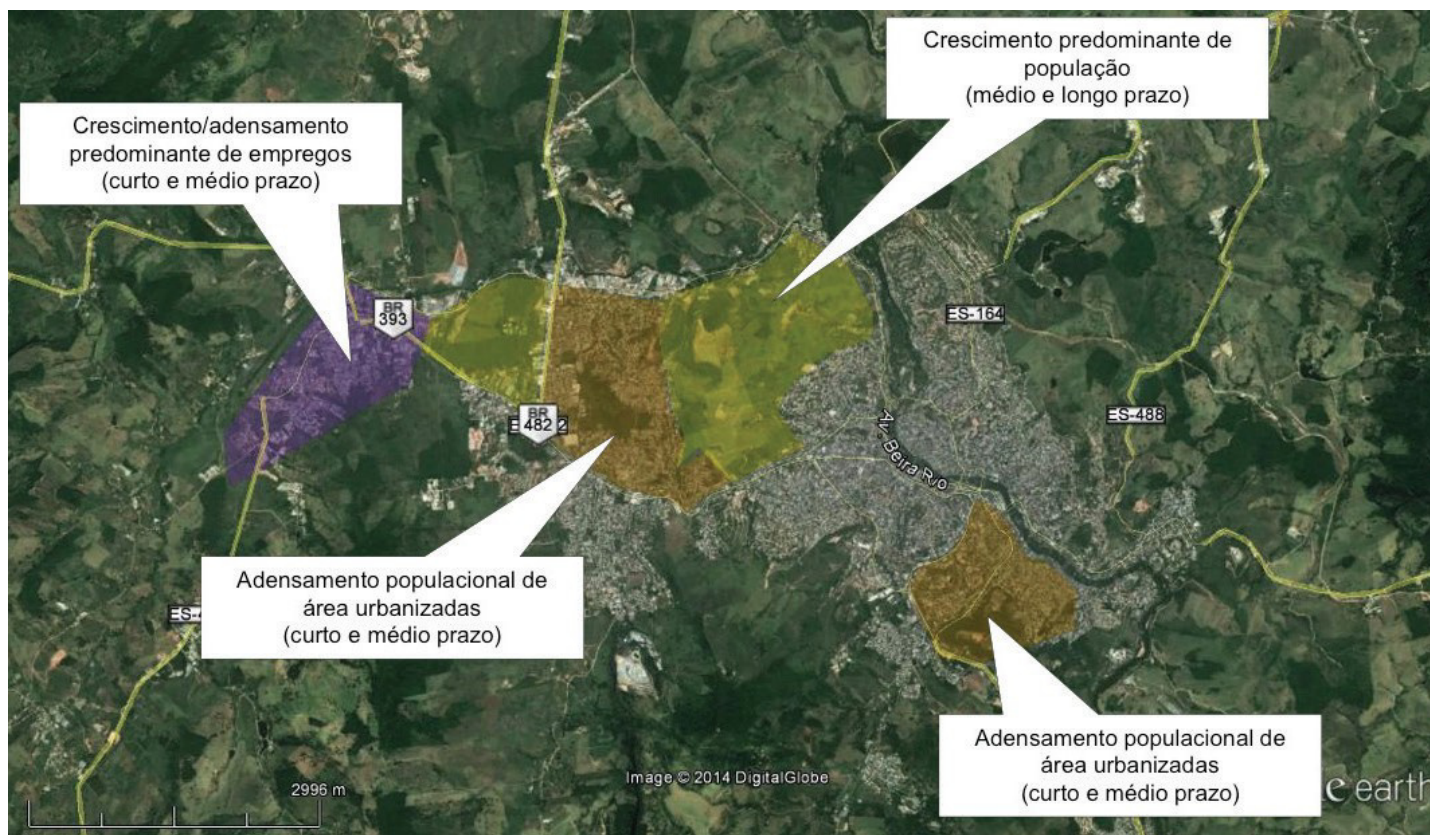 Crescimento predominante de
população
(médio e longo prazo)
Crescimento/adensamento
predominante de empregos
(curto e médio prazo)
BR
393
ES-164
BR
482
ES-488
Av. Beira Rio
Adensamento populacional de
área urbanizadas
(curto e médio prazo)
Adensamento populacional de
área urbanizadas
(curto e médio prazo)
2996 m
Image © 2014 DigitalGlobe
earth